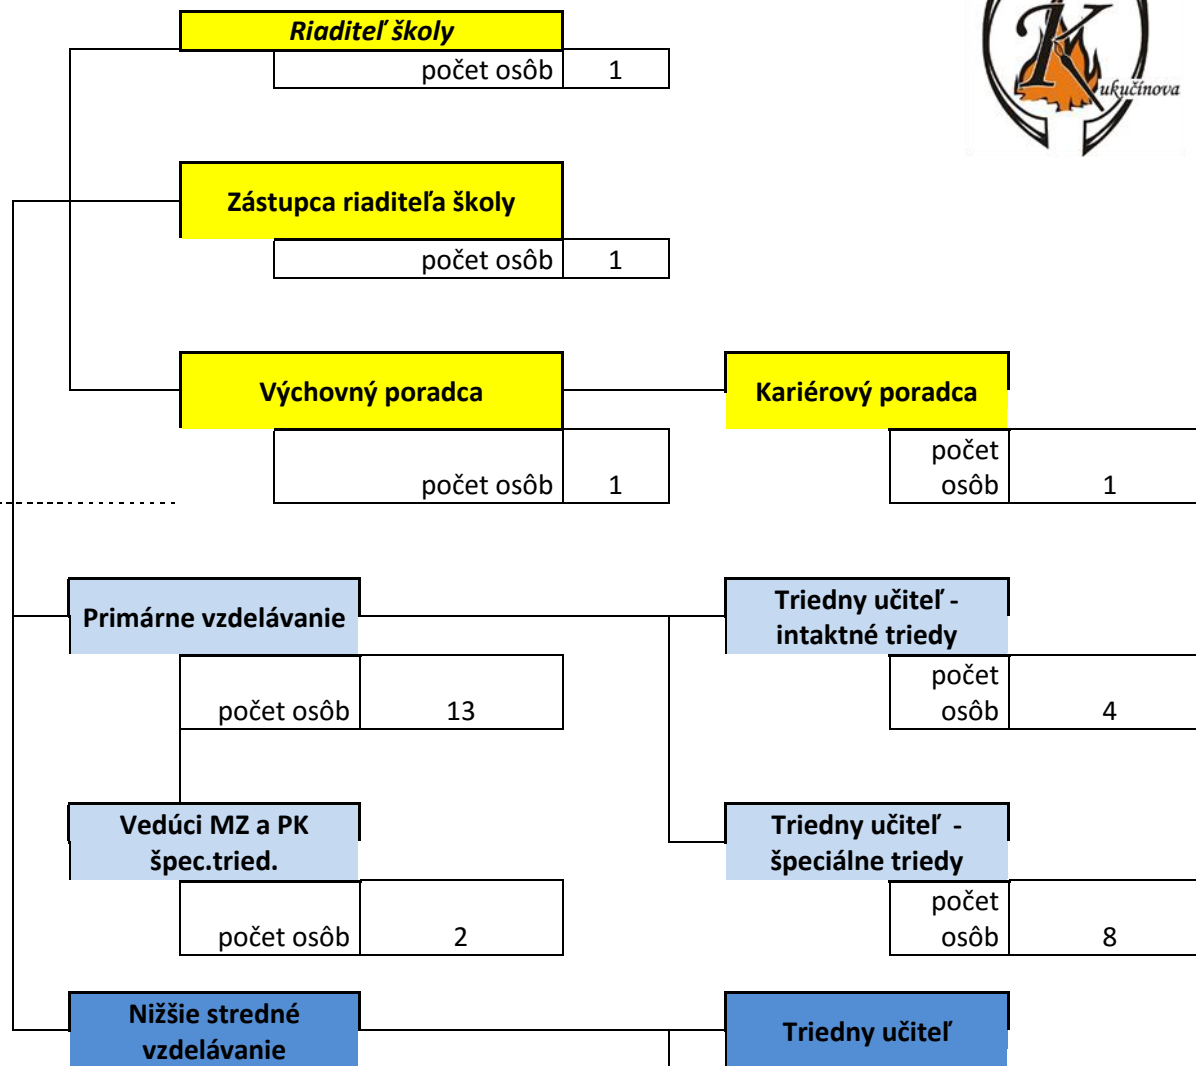 Riaditeľ školy
počet osôb 1
ukučínova
Zástupca riaditeľa školy
počet osôb 1
Výchovný poradca
počet osôb 1
Kariérový poradca
počet
osôb 1
Primárne vzdelávanie
počet osôb 13
Triedny učiteľ -
intaktné triedy
počet
osôb 4
Vedúci MZ a PK
špec.tried.
počet osôb 2
Triedny učiteľ -
špeciálne triedy
počet
osôb 8
Nižšie stredné
vzdelávanie
Triedny učiteľ